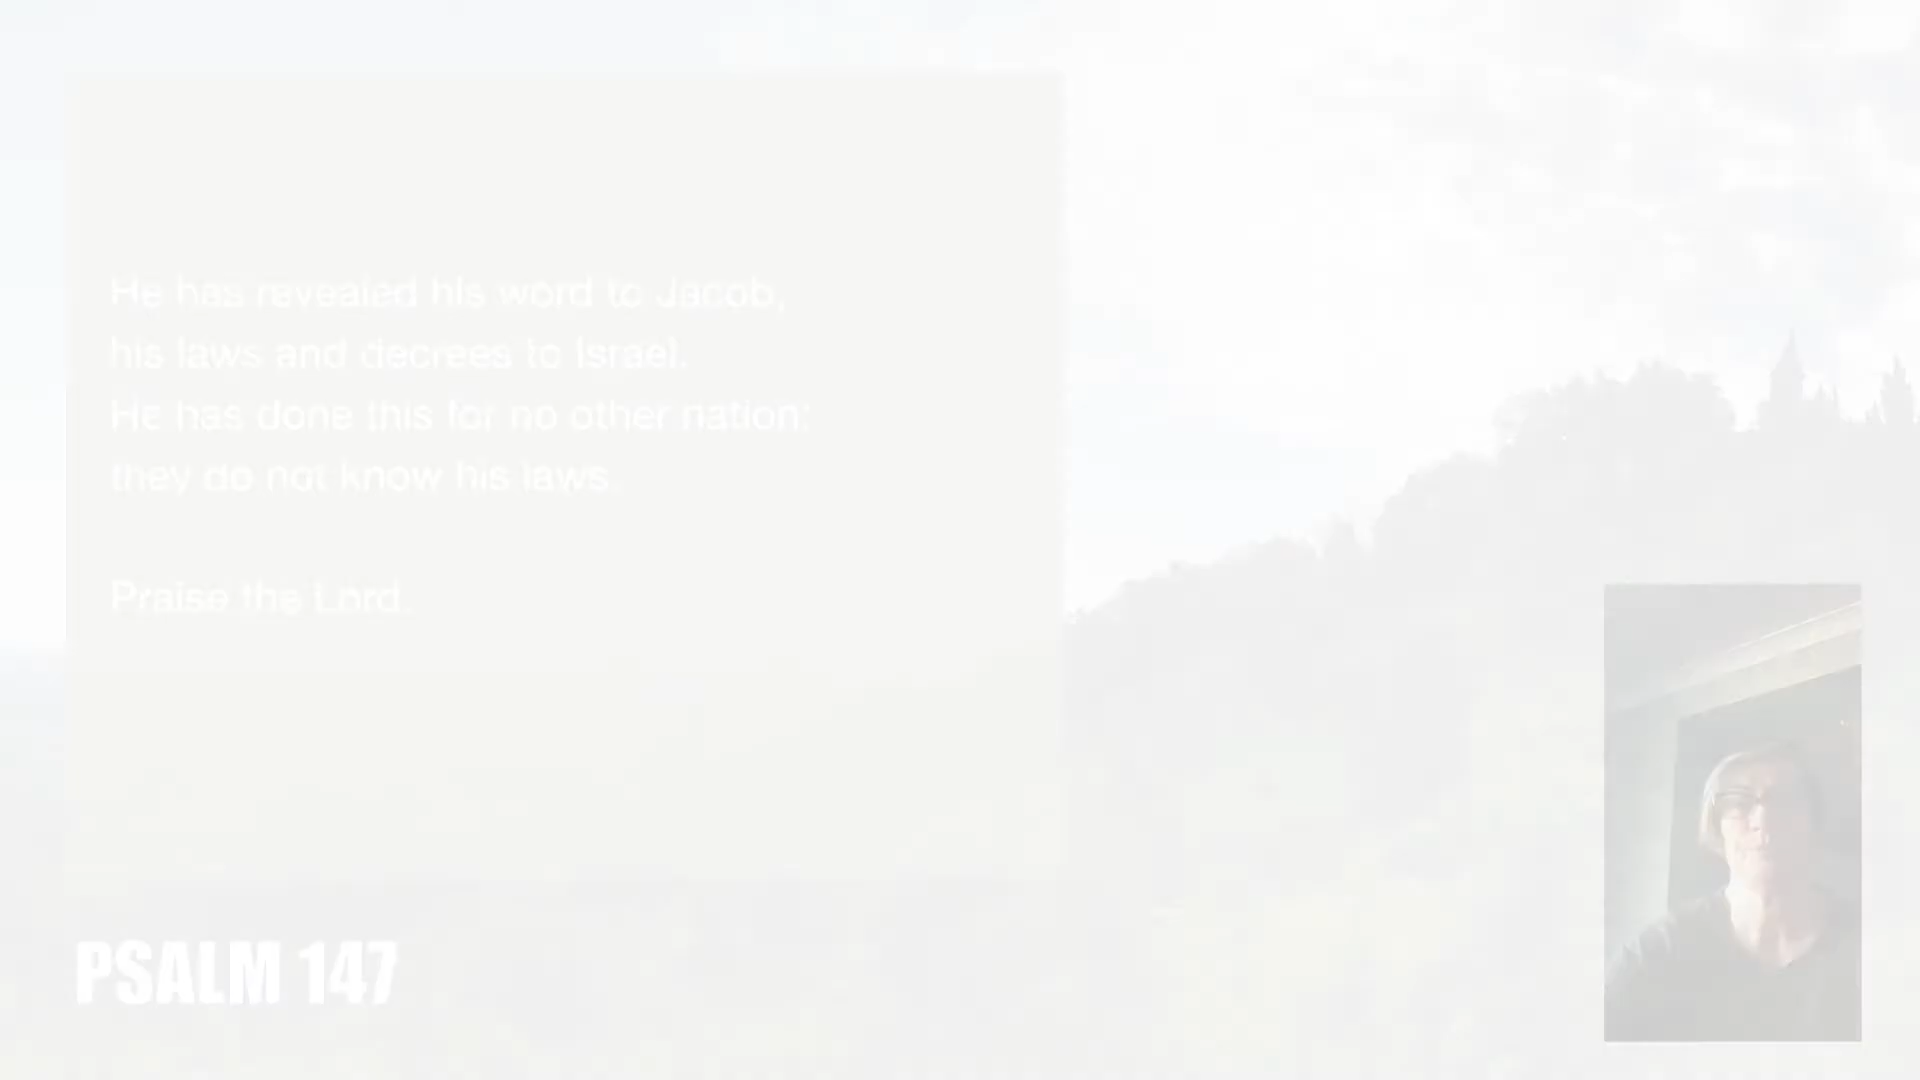 He has revealed his word to Jacob,
his laws and decrees to Israel.
He has done this for no other nation;
they do not know his laws.
Praise the Lord.
PSALM 147